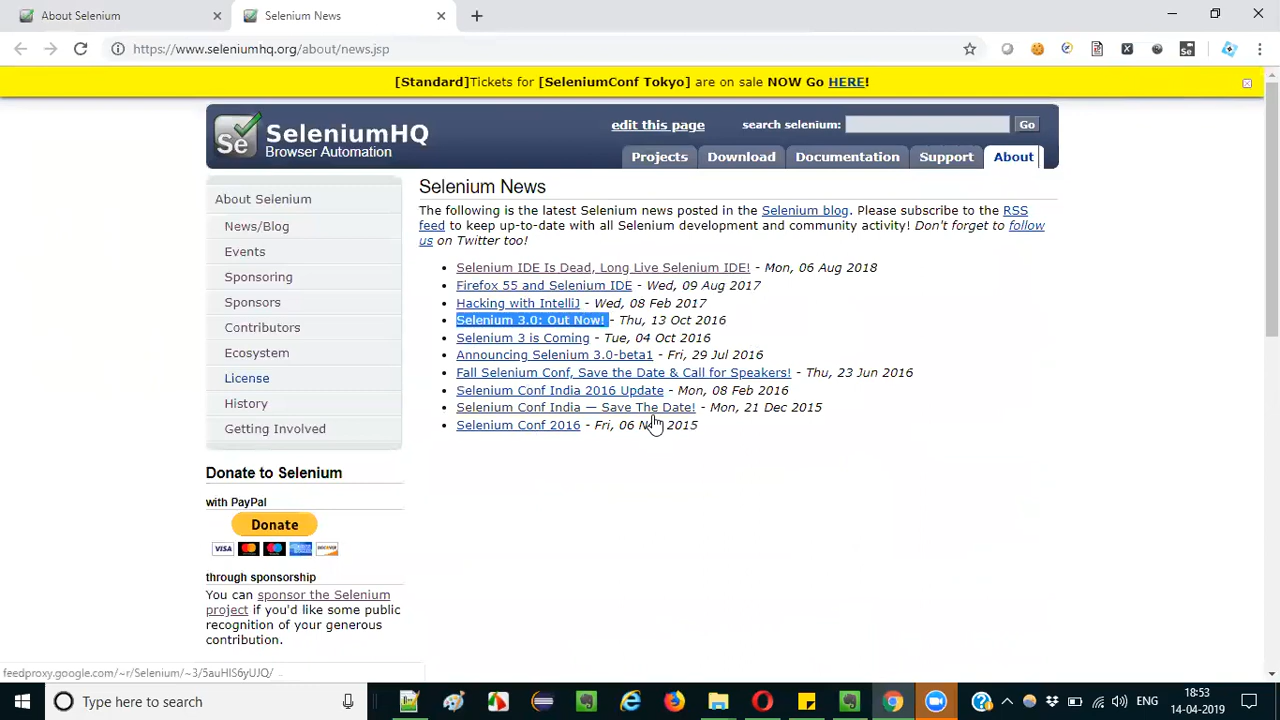 About Selenium
Selenium News
https://www.seleniumhq.org/about/news.jsp
[Standard]Tickets for [SeleniumConf Tokyo] are on sale NOW Go HERE!
Se
SeleniumHQ
Browser Automation
edit this page
search selenium:
Go
Projects
Download
Documentation
Support
About
About Selenium
News/Blog
Events
Sponsoring
Sponsors
Contributors
Ecosystem
License
History
Getting Involved
Donate to Selenium
with PayPal
Donate
VISA
DISCOVER
through sponsorship
You can sponsor the Selenium
project if you'd like some public
recognition of your generous
contribution.
Selenium News
The following is the latest Selenium news posted in the Selenium blog. Please subscribe to the RSS
feed to keep up-to-date with all Selenium development and community activity! Don't forget to follow
us on Twitter too!
• Selenium IDE Is Dead, Long Live Selenium IDE! - Mon, 06 Aug 2018
• Firefox 55 and Selenium IDE - Wed, 09 Aug 2017
• Hacking with IntelliJ - Wed, 08 Feb 2017
• Selenium 3.0: Out Now! - Thu, 13 Oct 2016
• Selenium 3 is Coming - Tue, 04 Oct 2016
• Announcing Selenium 3.0-beta1 - Fri, 29 Jul 2016
• Fall Selenium Conf, Save the Date & Call for Speakers! - Thu, 23 Jun 2016
• Selenium Conf India 2016 Update - Mon, 08 Feb 2016
• Selenium Conf India — Save The Date! - Mon, 21 Dec 2015
• Selenium Conf 2016 - Fri, 06 2015
Type here to search
ENG
18:53
14-04-2019